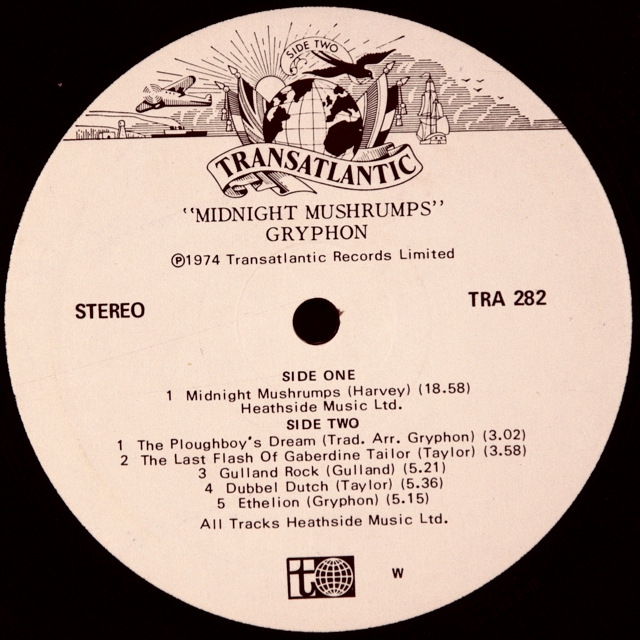 SIDE TWO
TRANSATLANTIC
"MIDNIGHT MUSHRUMPS"
GRYPHON
℗1974 Transatlantic Records Limited
STEREO
TRA 282
SIDE ONE
1 Midnight Mushrumps (Harvey) (18.58)
Heathside Music Ltd.
SIDE TWO
1 The Ploughboy's Dream (Trad. Arr. Gryphon) (3.02)
2 The Last Flash Of Gaberdine Tailor (Taylor) (3.58)
3 Gulland Rock (Gulland) (5.21)
4 Dubbel Dutch (Taylor) (5.36)
5 Ethelion (Gryphon) (5.15)
All Tracks Heathside Music Ltd.
t
W